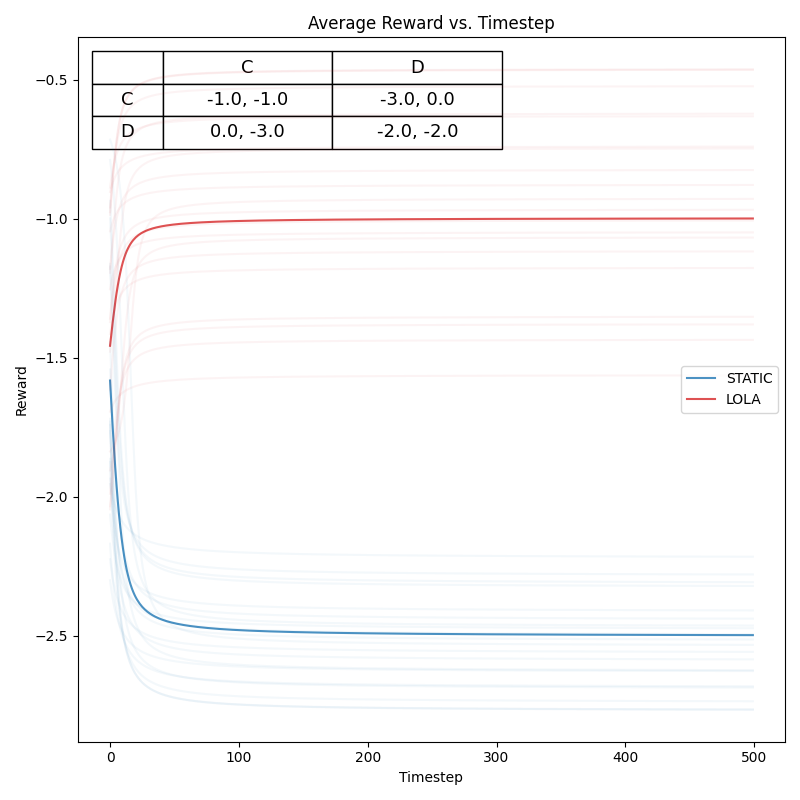 Average Reward vs. Timestep
C D
C -1.0, -1.0 -3.0, 0.0
D 0.0, -3.0 -2.0, -2.0
−0.5
−1.0
−1.5
−2.0
−2.5
Reward
STATIC
LOLA
0 100 200 300 400 500
Timestep